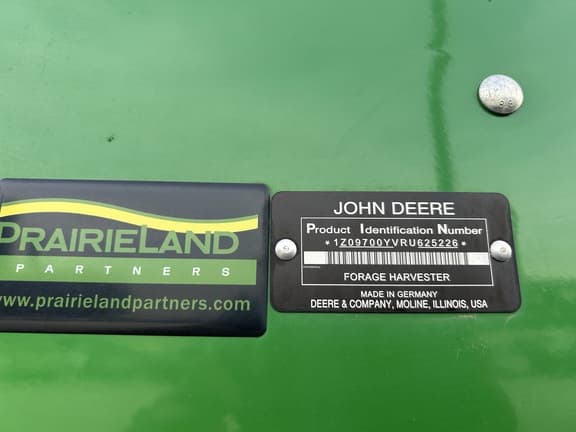 PRAIRIELAND
PARTNERS
www.prairielandpartners.com
JOHN DEERE
Product Identification Number
*1Z09700YVRU625226*
FORAGE HARVESTER
MADE IN GERMANY
DEERE & COMPANY, MOLINE, ILLINOIS, USA